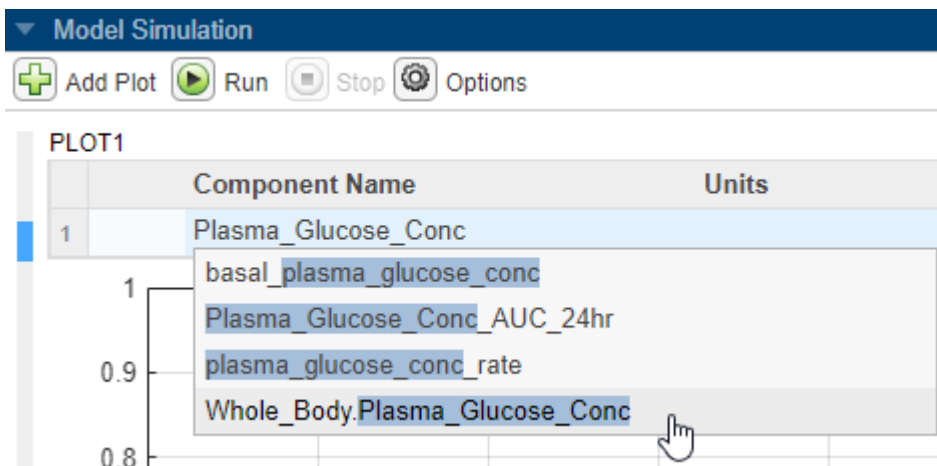 Model Simulation
Add Plot Run Stop Options
PLOT1
Component Name Units
1 Plasma_Glucose_Conc
basal_plasma_glucose_conc
1
Plasma_Glucose_Conc_AUC_24hr
0.9 plasma_glucose_conc_rate
Whole_Body.Plasma_Glucose_Conc
0.8